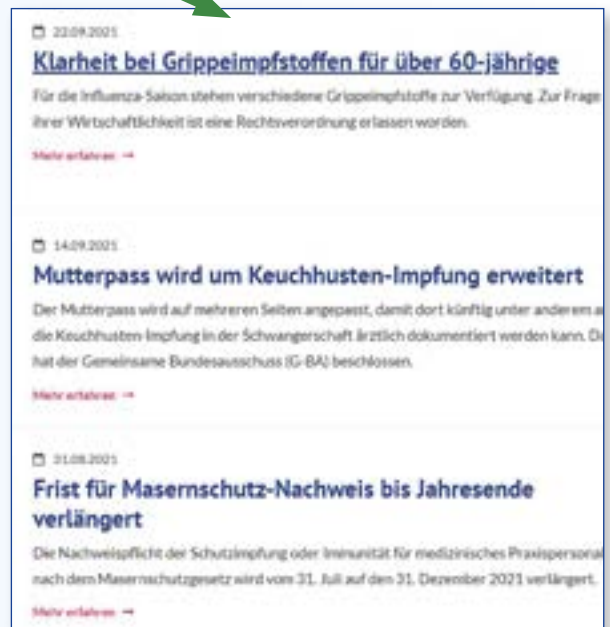 22.09.2021
Klarheit bei Grippeimpfstoffen für über 60-jährige
Für die Influenza-Saison stehen verschiedene Grippeimpfstoffe zur Verfügung. Zur Frage
ihrer Wirtschaftlichkeit ist eine Rechtsverordnung erlassen worden.
Mehr erfahren →
14.09.2021
Mutterpass wird um Keuchhusten-Impfung erweitert
Der Mutterpass wird auf mehreren Seiten angepasst, damit dort künftig unter anderem a
die Keuchhusten-Impfung in der Schwangerschaft ärztlich dokumentiert werden kann. Da
hat der Gemeinsame Bundesausschuss (G-BA) beschlossen.
Mehr erfahren →
31.08.2021
Frist für Masernschutz-Nachweis bis Jahresende
verlängert
Die Nachweispflicht der Schutzimpfung oder Immunität für medizinisches Praxispersonal
nach dem Masernschutzgesetz wird vom 31. Juli auf den 31. Dezember 2021 verlängert.
Mehr erfahren →